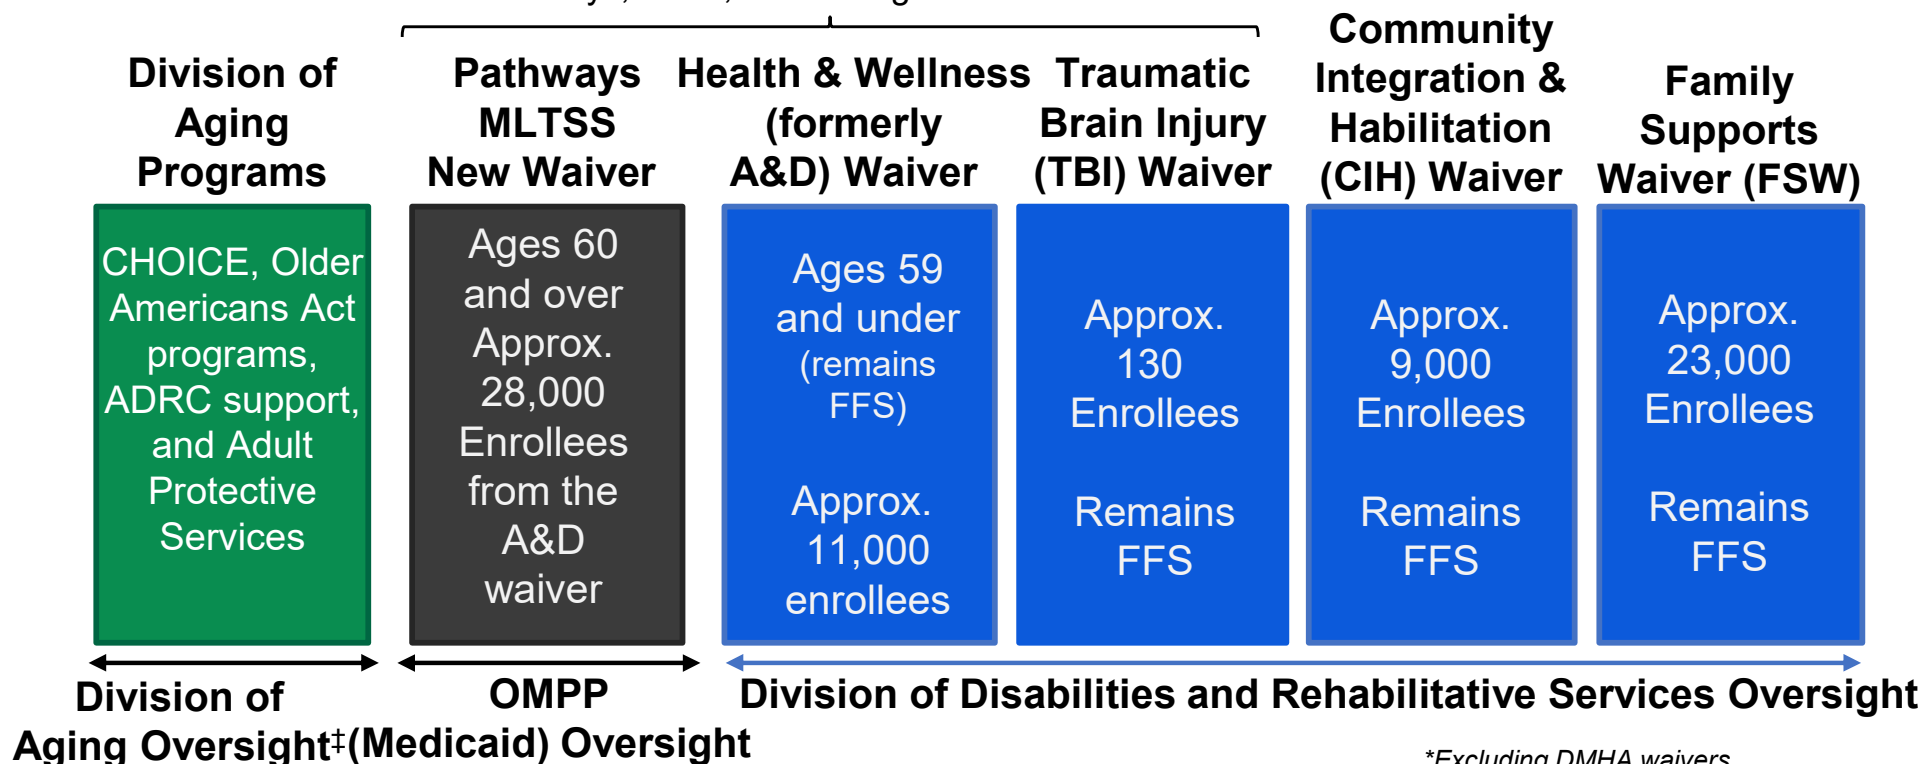 Division of
Aging
Programs
Pathways
MLTSS
New Waiver
Health & Wellness
(formerly
A&D) Waiver
Traumatic
Brain Injury
(TBI) Waiver
Community
Integration &
Habilitation
(CIH) Waiver
Family
Supports
Waiver (FSW)
CHOICE, Older
Americans Act
programs,
ADRC support,
and Adult
Protective
Services
Ages 60
and over
Approx.
28,000
Enrollees
from the
A&D
waiver
Ages 59
and under
(remains
FFS)
Approx.
11,000
enrollees
Approx.
130
Enrollees
Remains
FFS
Approx.
9,000
Enrollees
Remains
FFS
Approx.
23,000
Enrollees
Remains
FFS
Division of
Aging Oversight‡
OMPP
(Medicaid) Oversight
Division of Disabilities and Rehabilitative Services Oversight
*Excluding DMHA waivers